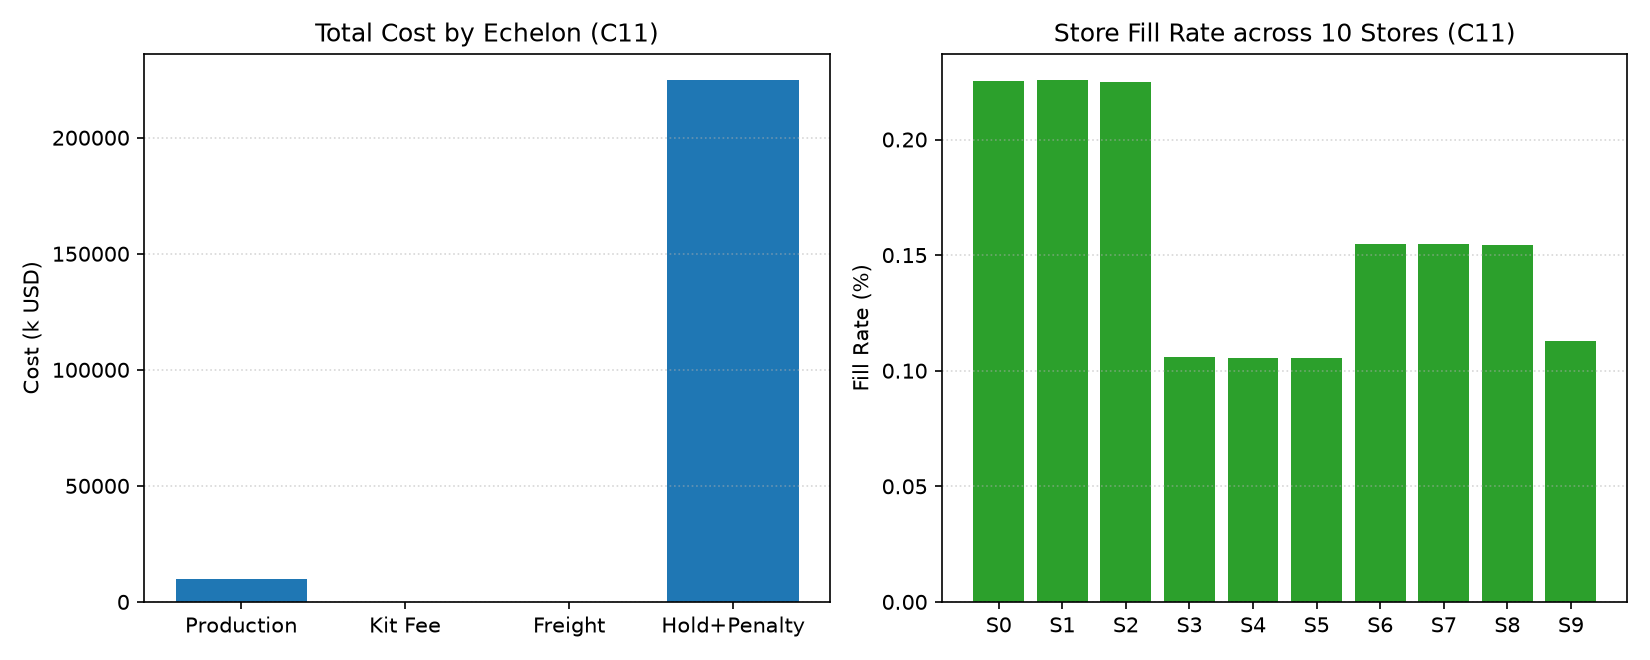 Total Cost by Echelon (C11)
Cost (k USD)
200000
150000
100000
50000
0
Production Kit Fee Freight Hold+Penalty
Store Fill Rate across 10 Stores (C11)
Fill Rate (%)
0.20
0.15
0.10
0.05
0.00
S0 S1 S2 S3 S4 S5 S6 S7 S8 S9